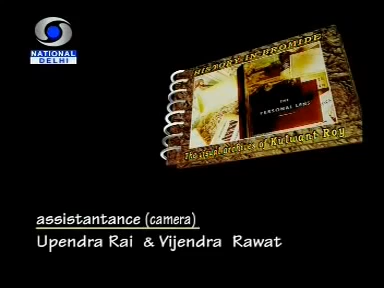 NATIONAL
DELHI
HISTORY IN BROMIDE
THE
PERSONAL LENS
The visual archives of Kulwant Roy
assistantance (camera)
Upendra Rai & Vijendra Rawat